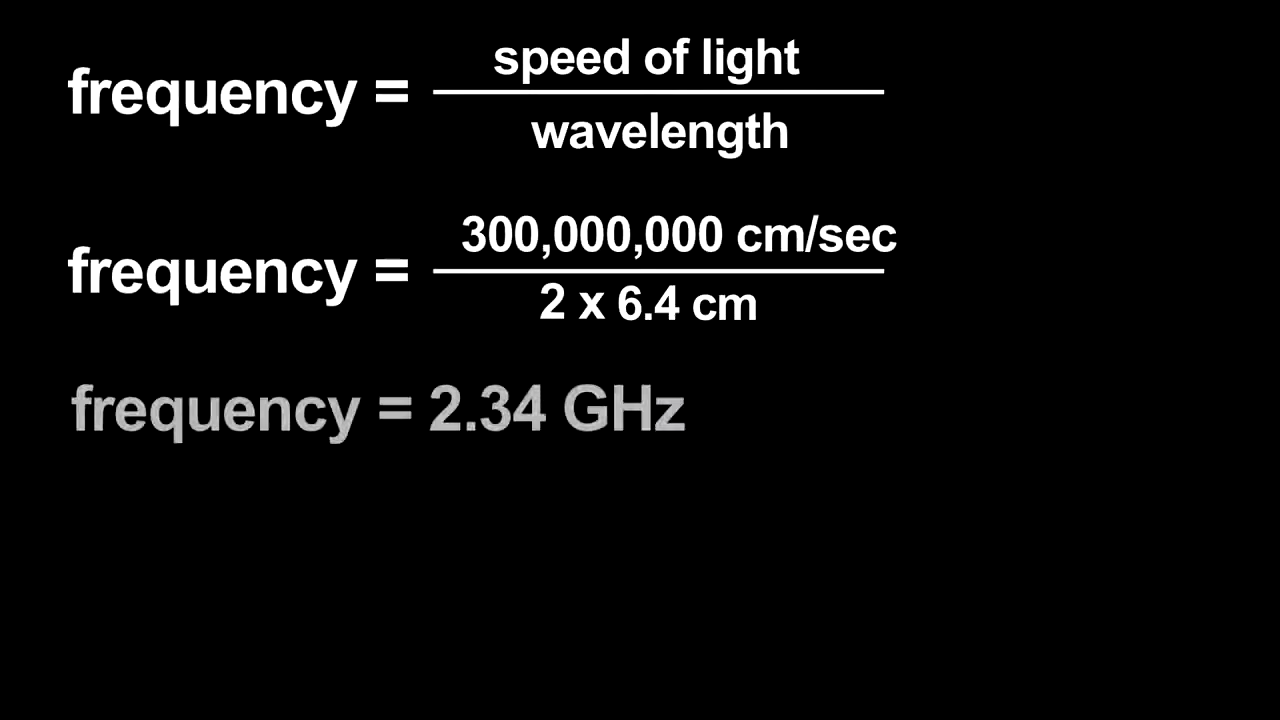 frequency = speed of light
wavelength
frequency = 300,000,000 cm/sec
2 x 6.4 cm
frequency = 2.34 GHz